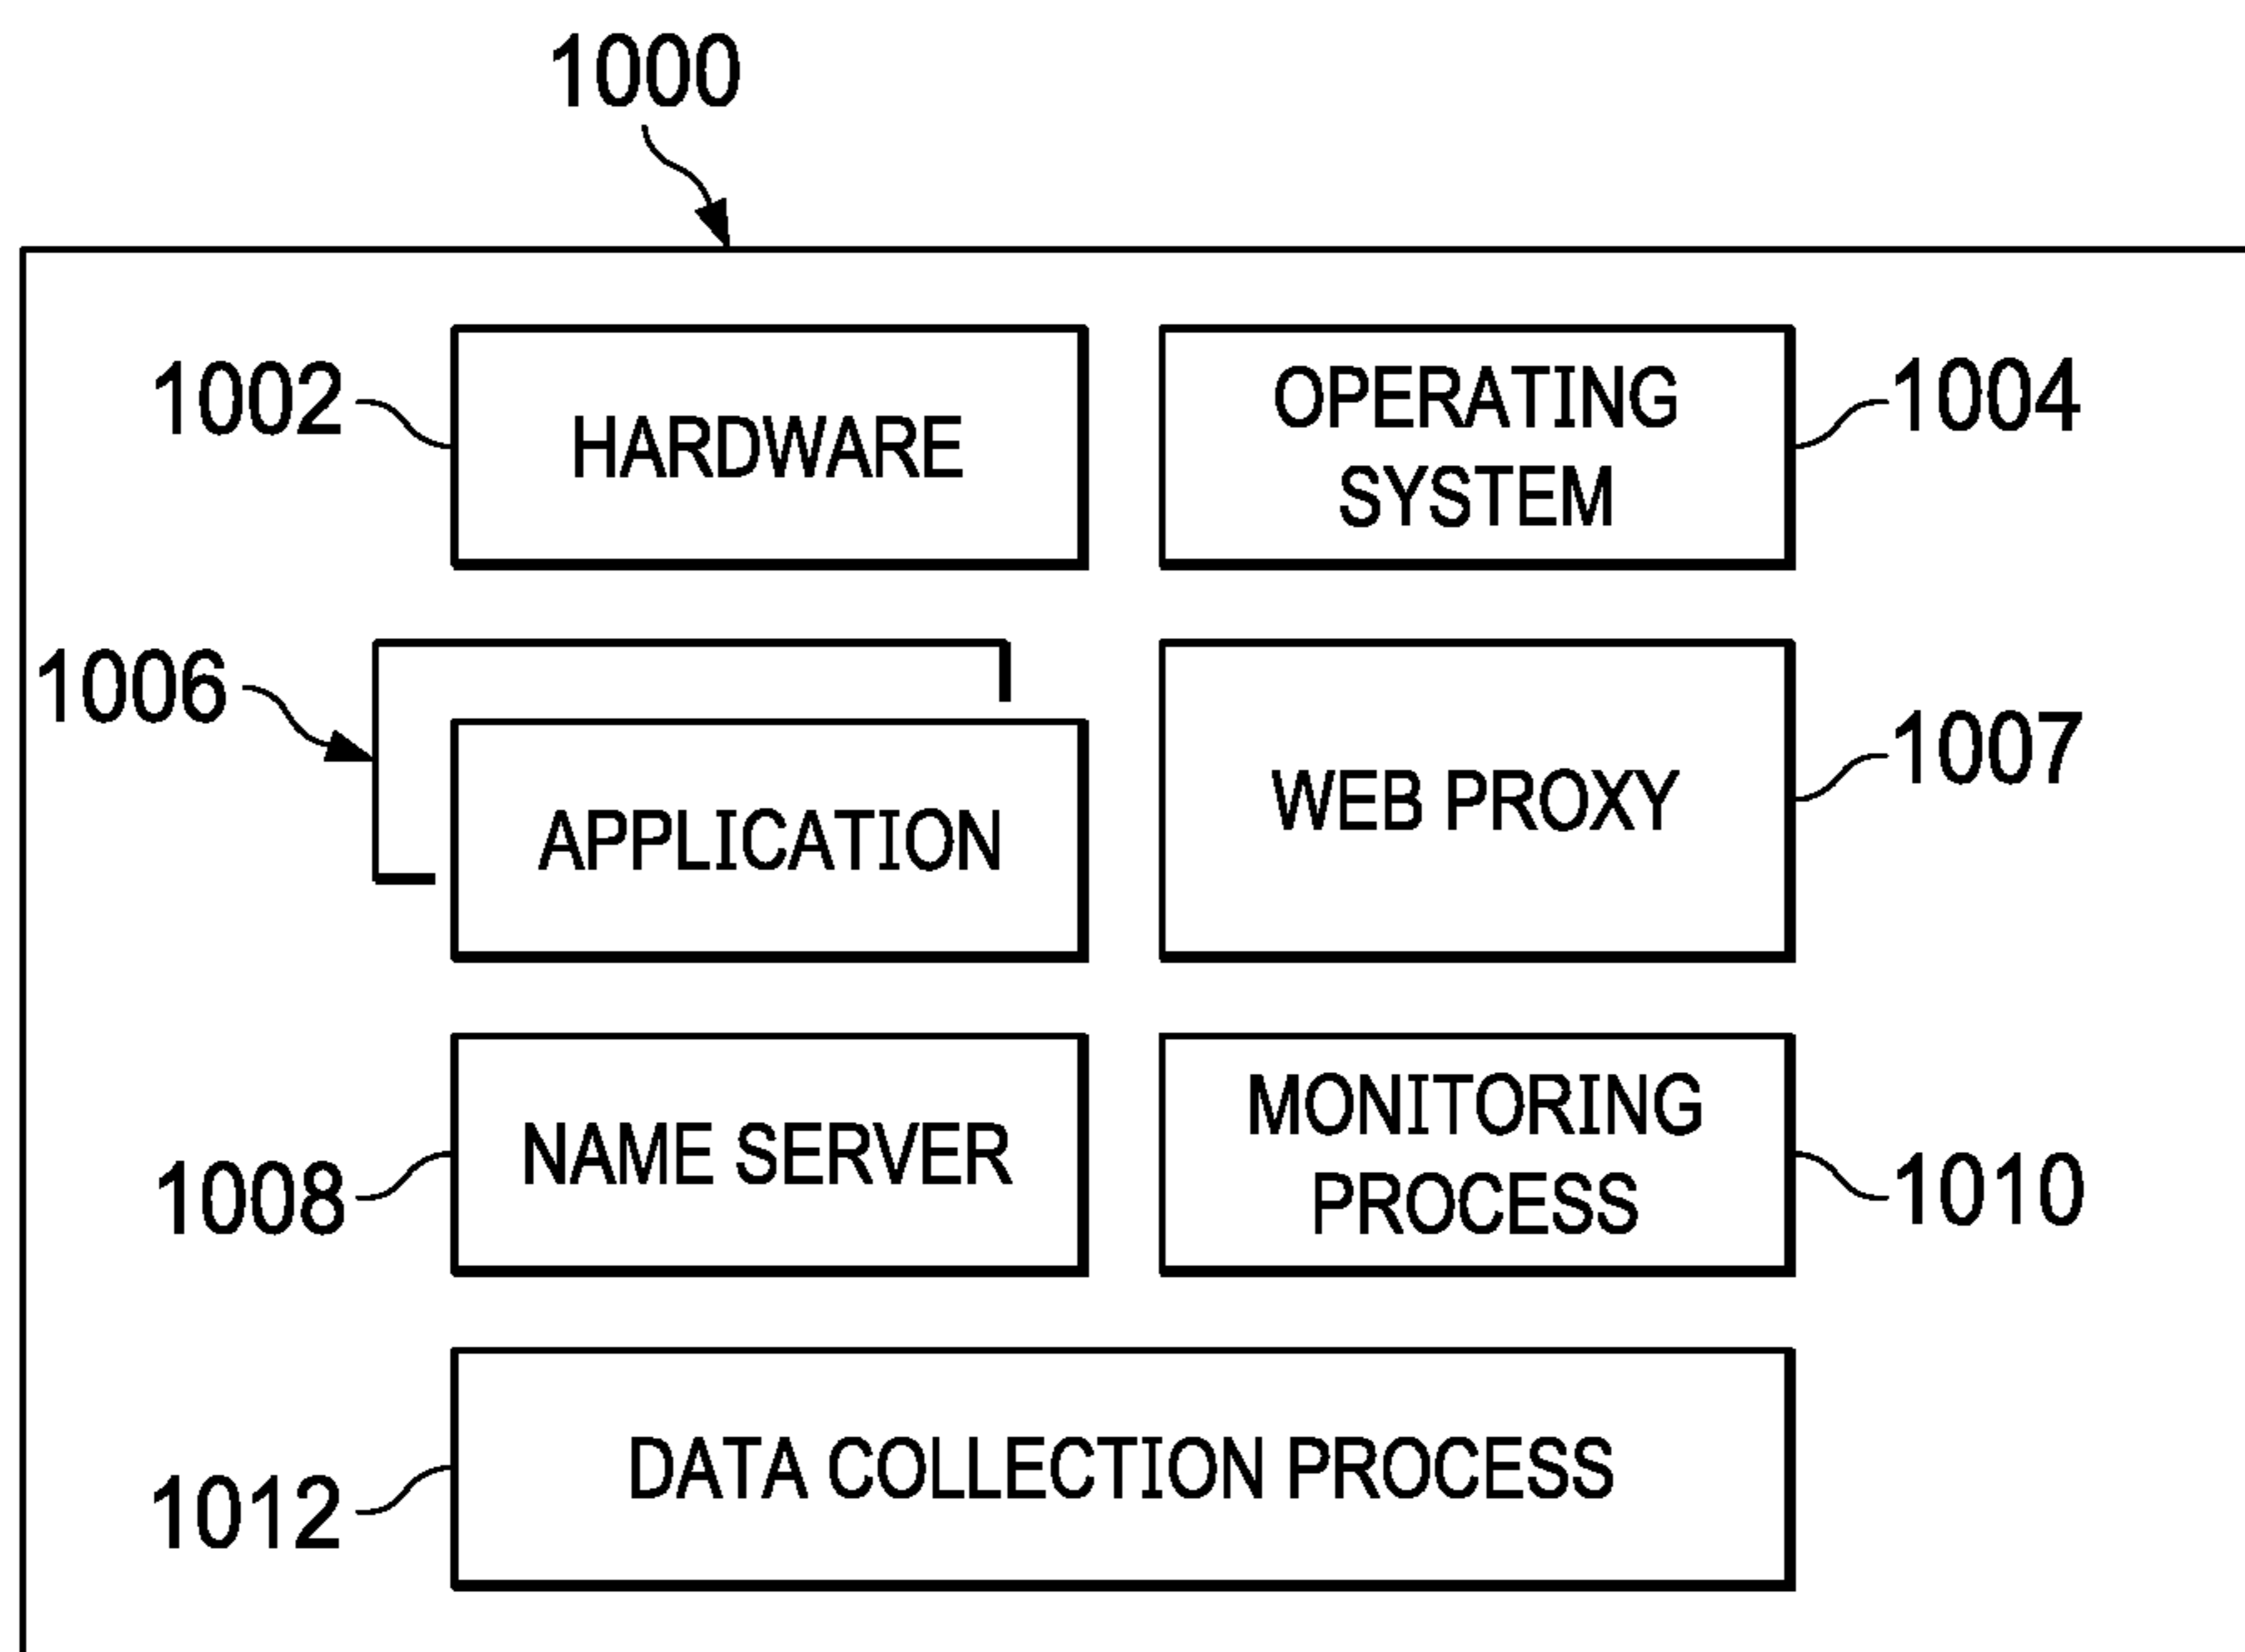 1000
1002
HARDWARE
OPERATING
SYSTEM
1004
1006
APPLICATION
WEB PROXY
1007
1008
NAME SERVER
MONITORING
PROCESS
1010
1012
DATA COLLECTION PROCESS